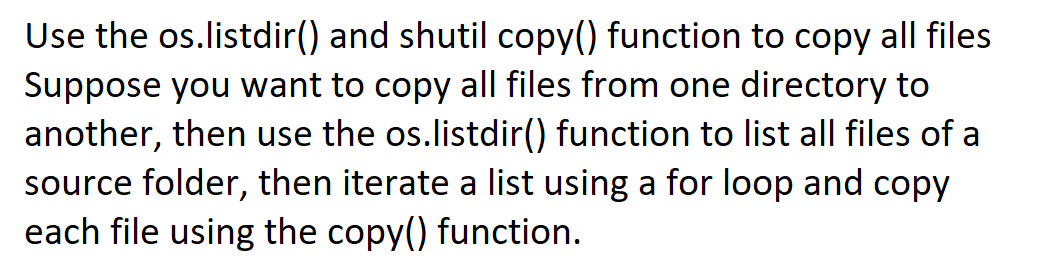 Use the os.listdir() and shutil copy() function to copy all files
Suppose you want to copy all files from one directory to
another, then use the os.listdir() function to list all files of a
source folder, then iterate a list using a for loop and copy
each file using the copy() function.